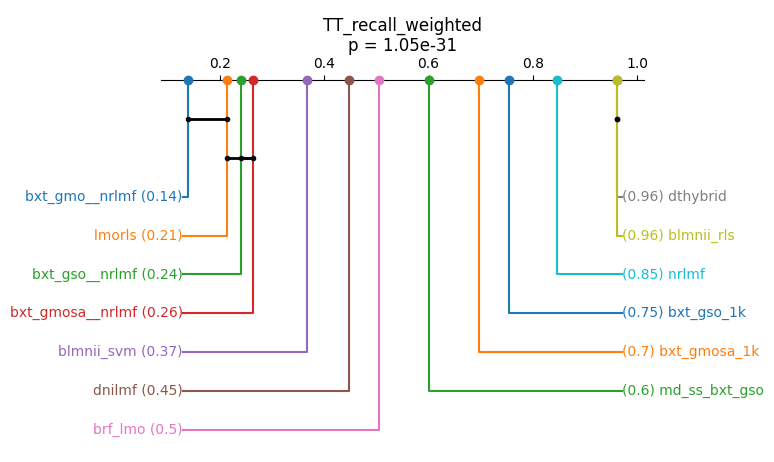 TT_recall_weighted
p = 1.05e-31
0.2 0.4 0.6 0.8 1.0
bxt_gmo__nrlmf (0.14)
lmorls (0.21)
bxt_gso__nrlmf (0.24)
bxt_gmosa__nrlmf (0.26)
blmnii_svm (0.37)
dnilmf (0.45)
brf_lmo (0.5)
(0.96) dthybrid
(0.96) blmnii_rls
(0.85) nrlmf
(0.75) bxt_gso_1k
(0.7) bxt_gmosa_1k
(0.6) md_ss_bxt_gso